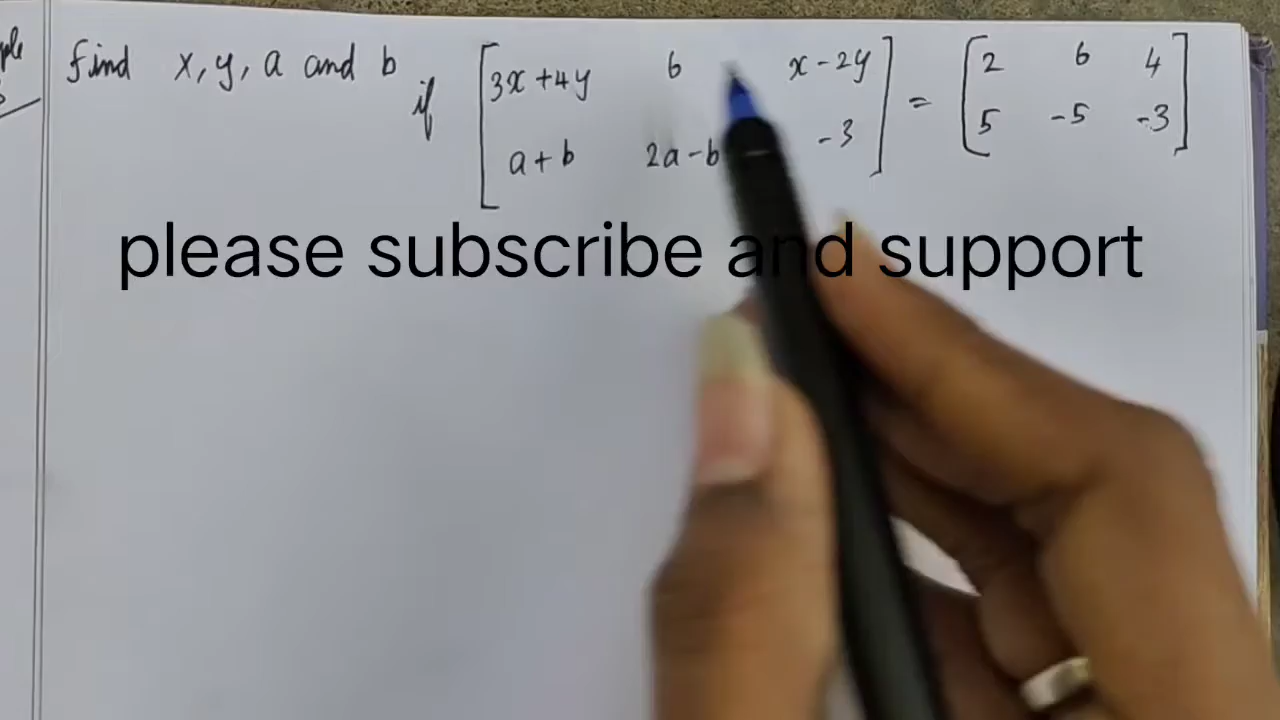 find x, y, a and b if [3x+4y 6 x-2y] = [2 6 4]
[a+b 2a-b -3] [5 -5 -3]
please subscribe and support